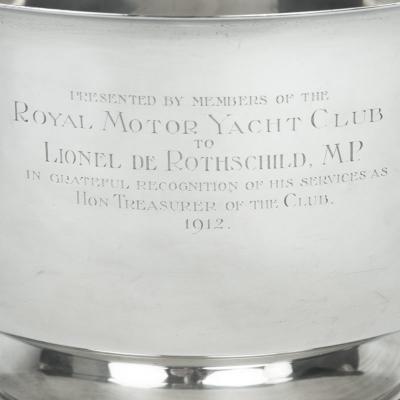 PRESENTED BY MEMBERS OF THE
ROYAL MOTOR YACHT CLUB
TO
LIONEL DE ROTHSCHILD, M.P.
IN GRATEFUL RECOGNITION OF HIS SERVICES AS
HON TREASURER OF THE CLUB.
1912.